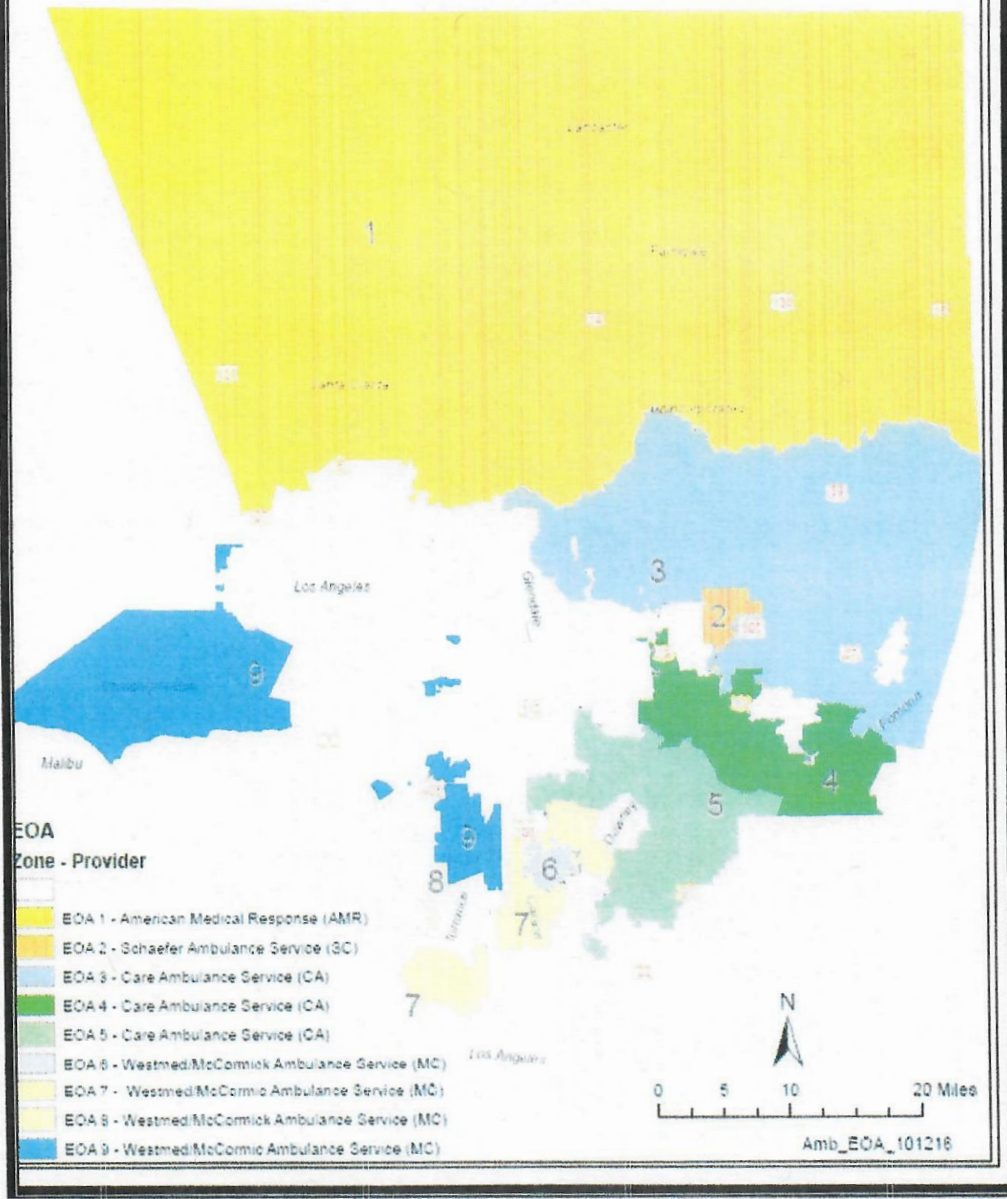 Lancaster
1
Palmdale
Santa Clarita
Unincorporated
3
Los Angeles
Glendale
2
9
Pomona
Malibu
4
5
Downey
9
6
8
7
Torrance
7
Los Angeles
EOA
Zone - Provider
EOA 1 - American Medical Response (AMR)
EOA 2 - Schaefer Ambulance Service (SC)
EOA 3 - Care Ambulance Service (CA)
EOA 4 - Care Ambulance Service (CA)
EOA 5 - Care Ambulance Service (CA)
EOA 6 - Westmed/McCormick Ambulance Service (MC)
EOA 7 - Westmed/McCormic Ambulance Service (MC)
EOA 8 - Westmed/McCormick Ambulance Service (MC)
EOA 9 - Westmed/McCormic Ambulance Service (MC)
N
0 5 10 20 Miles
Amb_EOA_101216